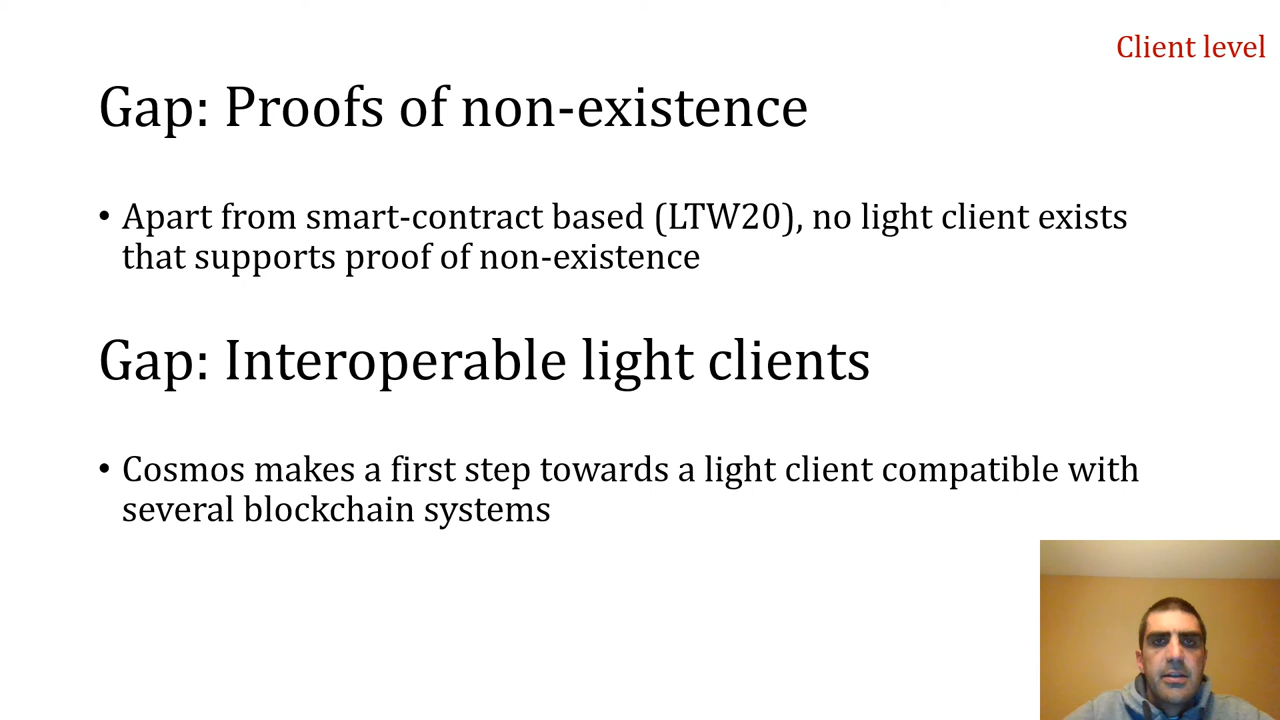 Client level
Gap: Proofs of non-existence
• Apart from smart-contract based (LTW20), no light client exists
that supports proof of non-existence
Gap: Interoperable light clients
• Cosmos makes a first step towards a light client compatible with
several blockchain systems